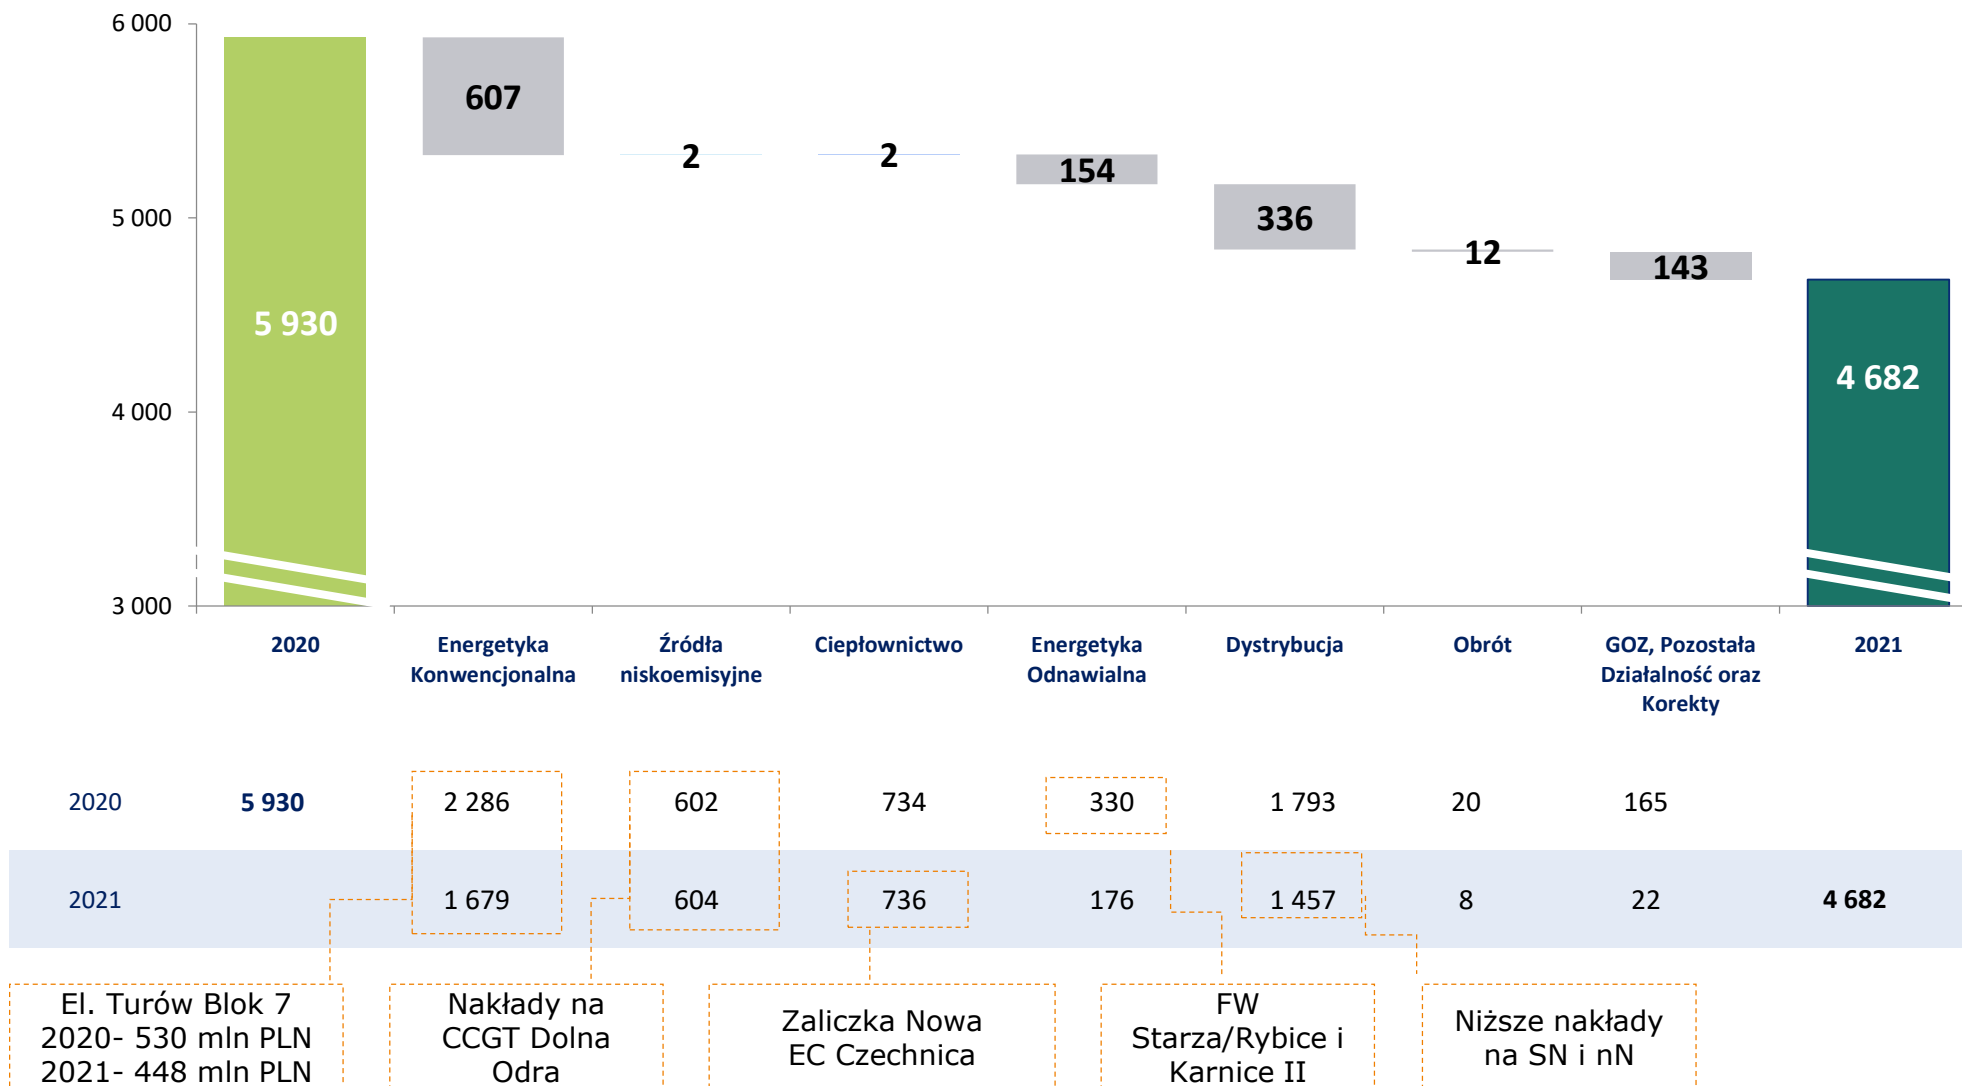 6 000
5 000
4 000
3 000
5 930
607
2
2
154
336
12
143
4 682
2020
Energetyka
Konwencjonalna
Źródła
niskoemisyjne
Ciepłownictwo
Energetyka
Odnawialna
Dystrybucja
Obrót
GOZ, Pozostała
Działalność oraz
Korekty
2021
2020 5 930 2 286 602 734 330 1 793 20 165
2021 1 679 604 736 176 1 457 8 22 4 682
El. Turów Blok 7
2020- 530 mln PLN
2021- 448 mln PLN
Nakłady na
CCGT Dolna
Odra
Zaliczka Nowa
EC Czechnica
FW
Starza/Rybice i
Karnice II
Niższe nakłady
na SN i nN